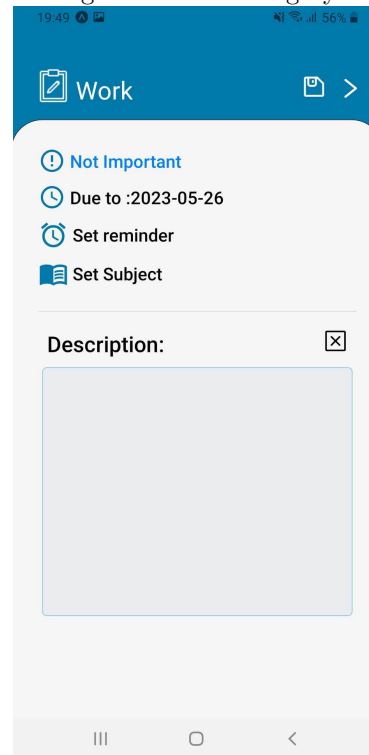 19:49 56%
Work
Not Important
Due to :2023-05-26
Set reminder
Set Subject
Description: